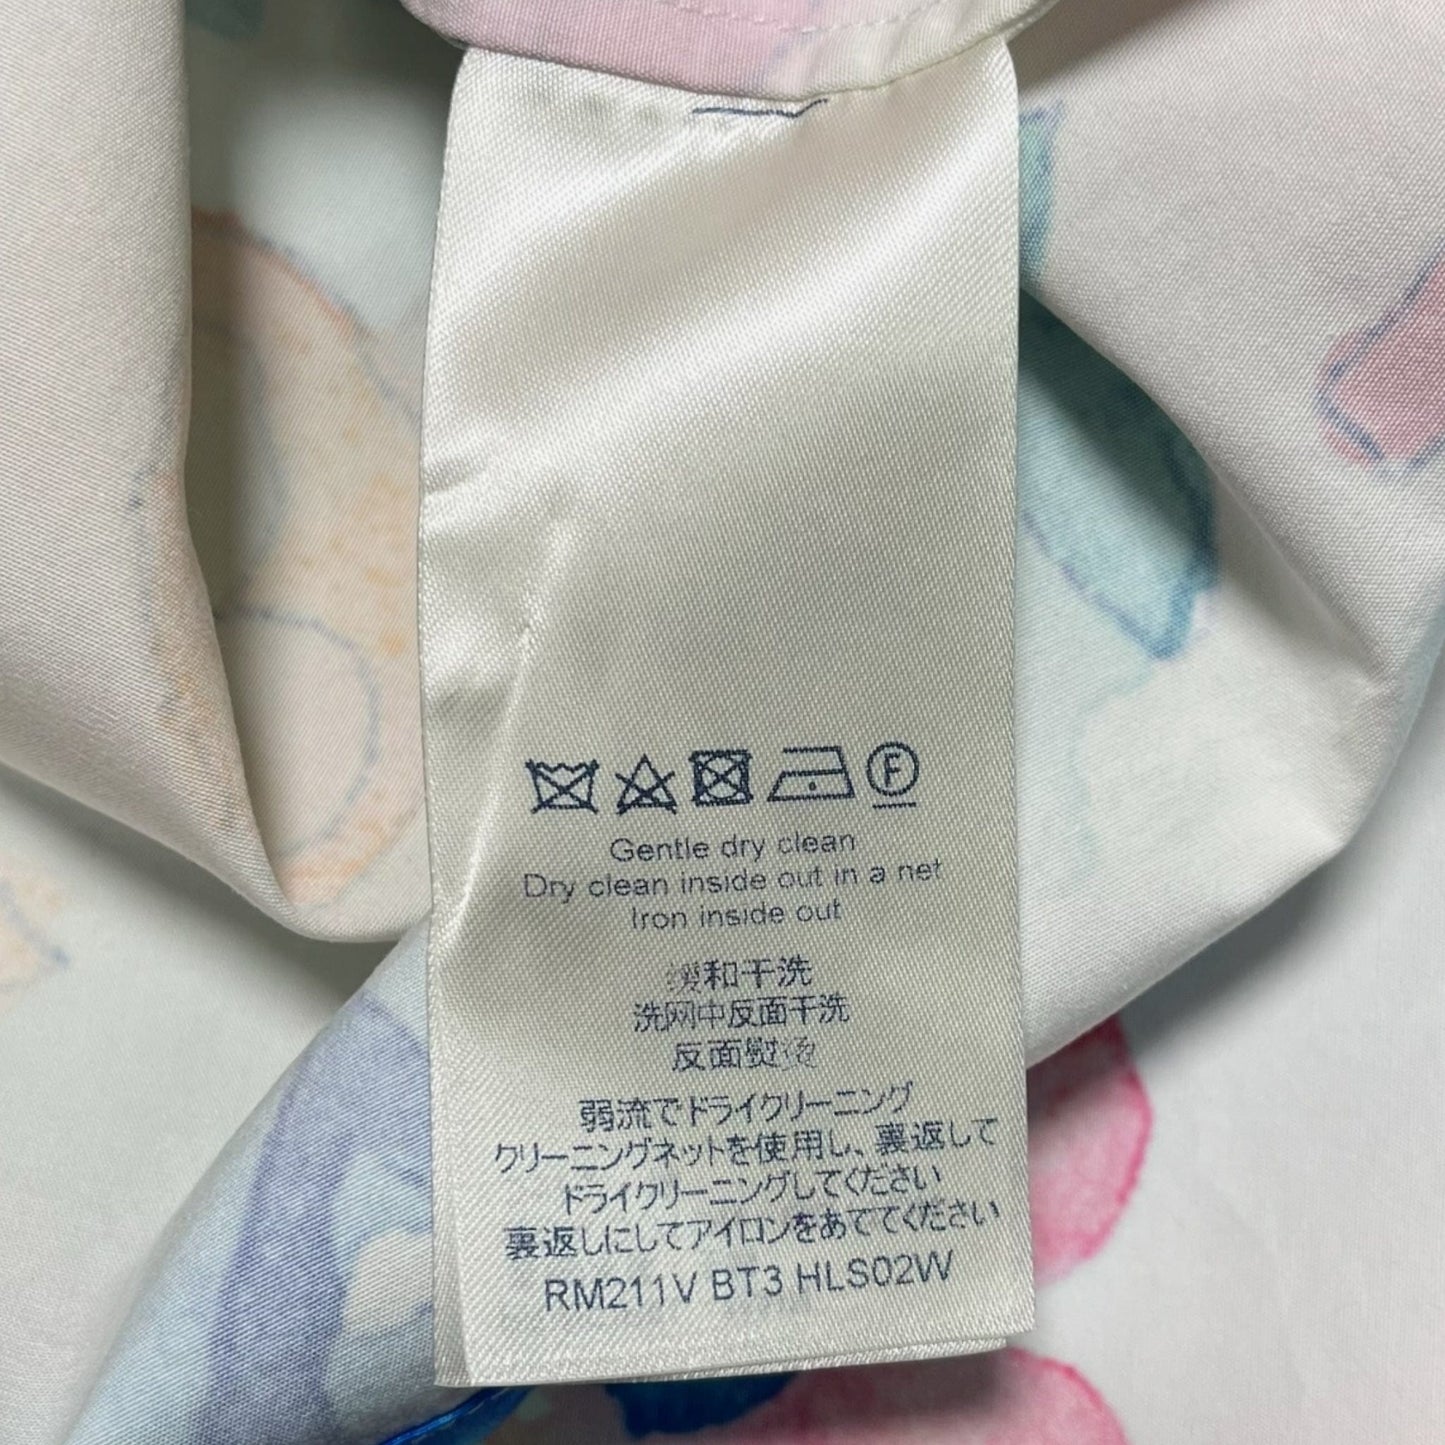 F
Gentle dry clean
Dry clean inside out in a net
Iron inside out
缓和干洗
洗网中反面干洗
反面熨烫
弱流でドライクリーニング
クリーニングネットを使用し、裏返して
ドライクリーニングしてください
裏返しにしてアイロンをあててください
RM211V BT3 HLS02W